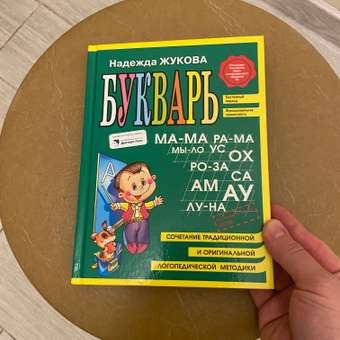 Надежда ЖУКОВА
БУКВАРЬ
МА-МА РА-МА
МЫ-ЛО УС
ОХ
РО-ЗА
СА
АМ АУ
ЛУ-НА
А
СОЧЕТАНИЕ ТРАДИЦИОННОЙ
И ОРИГИНАЛЬНОЙ
ЛОГОПЕДИЧЕСКОЙ МЕТОДИКИ